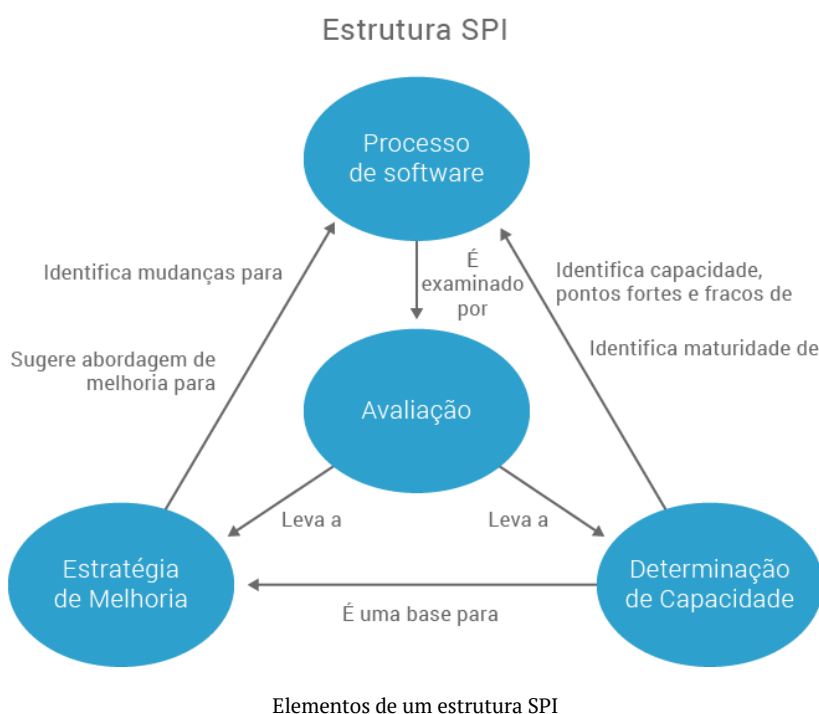 Estrutura SPI
Processo
de software
Identifica mudanças para
É
examinado
por
Identifica capacidade,
pontos fortes e fracos de
Identifica maturidade de
Sugere abordagem de
melhoria para
Avaliação
Leva a
Leva a
Estratégia
de Melhoria
Determinação
de Capacidade
É uma base para
Elementos de um estrutura SPI